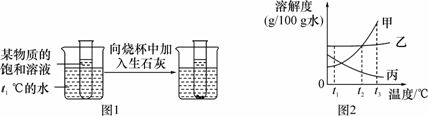 某物质的
饱和溶液
t₁ ℃的水
向烧杯中加
入生石灰
图1
溶解度
(g/100 g水)
甲
乙
丙
0
t₁ t₂ t₃ 温度/℃
图2